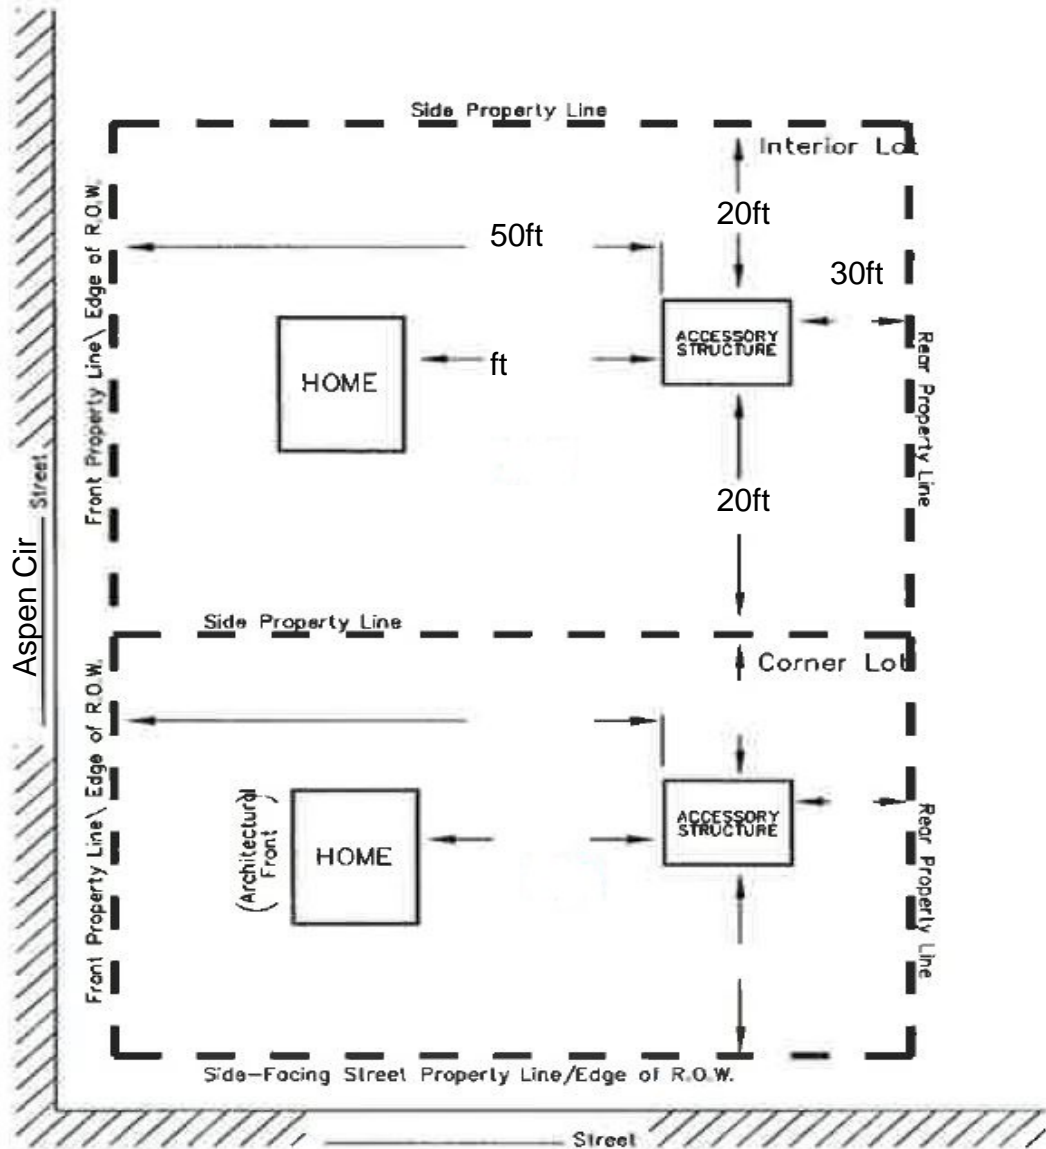 Side Property Line
Interior Lot
Front Property Line\ Edge of R.O.W.
20ft
50ft
30ft
ACCESSORY
STRUCTURE
Rear Property Line
HOME
ft
20ft
Aspen Cir
Street
Side Property Line
Corner Lot
Front Property Line\ Edge of R.O.W.
(Architectural
Front)
HOME
ACCESSORY
STRUCTURE
Rear Property Line
Side-Facing Street Property Line/Edge of R.O.W.
Street